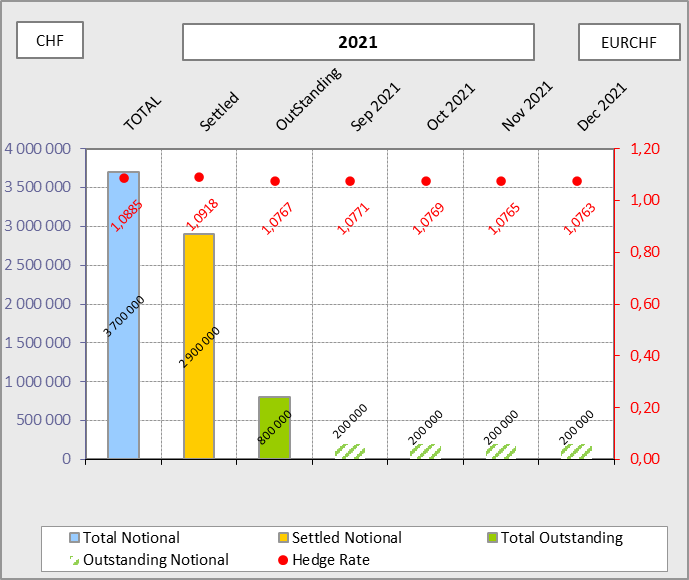 CHF
2021
EURCHF
TOTAL
Settled
OutStanding
Sep 2021
Oct 2021
Nov 2021
Dec 2021
4 000 000
3 500 000
3 000 000
2 500 000
2 000 000
1 500 000
1 000 000
500 000
0
1,20
1,00
0,80
0,60
0,40
0,20
0,00
1,0885
1,0918
1,0767
1,0771
1,0769
1,0765
1,0763
3 700 000
2 900 000
800 000
200 000
200 000
200 000
200 000
Total Notional
Settled Notional
Total Outstanding
Outstanding Notional
Hedge Rate